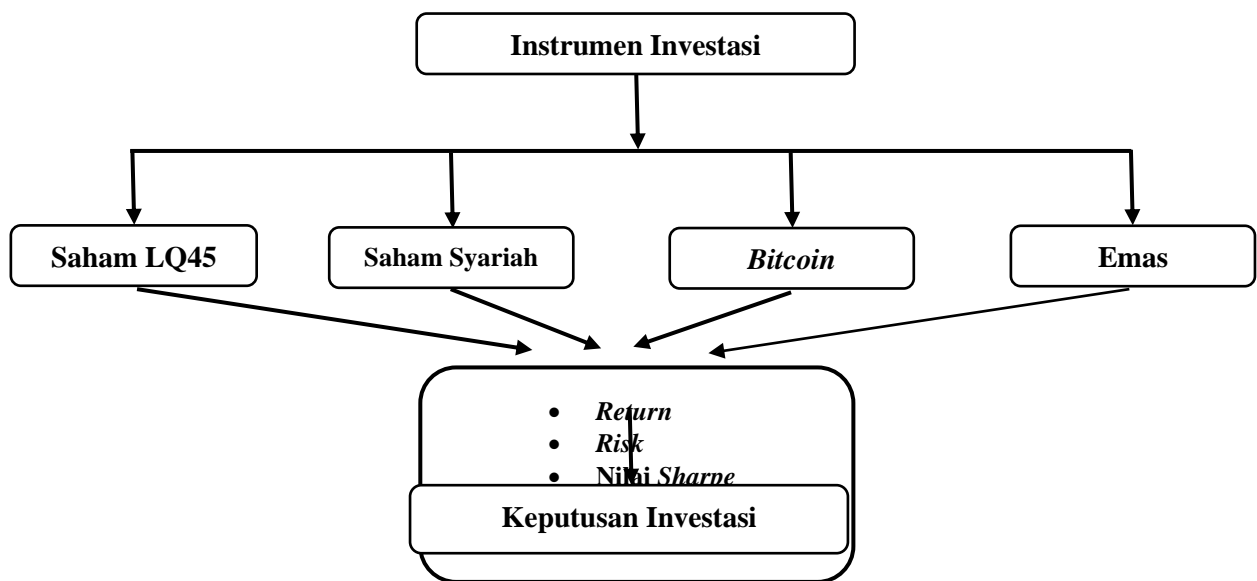 Instrumen Investasi
Saham LQ45
Saham Syariah
Bitcoin
Emas
• Return
• Risk
• Nilai Sharpe
Keputusan Investasi